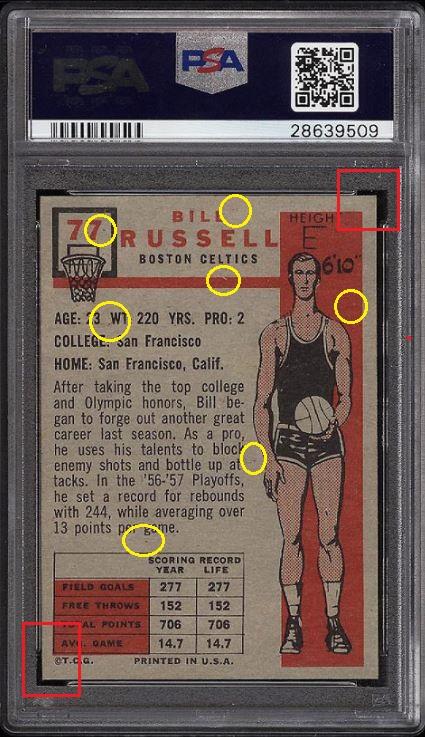 PSA
PSA
28639509
77
BILL
RUSSELL
BOSTON CELTICS
HEIGH
E
6'10"
AGE: 23 WT: 220 YRS. PRO: 2
COLLEGE: San Francisco
HOME: San Francisco, Calif.
After taking the top college
and Olympic honors, Bill be-
gan to forge out another great
career last season. As a pro,
he uses his talents to block
enemy shots and bottle up at
tacks. In the '56-'57 Playoffs,
he set a record for rebounds
with 244, while averaging over
13 points per game.
SCORING RECORD
YEAR LIFE
FIELD GOALS 277 277
FREE THROWS 152 152
TOTAL POINTS 706 706
AVG. GAME 14.7 14.7
©T.C.G. PRINTED IN U.S.A.